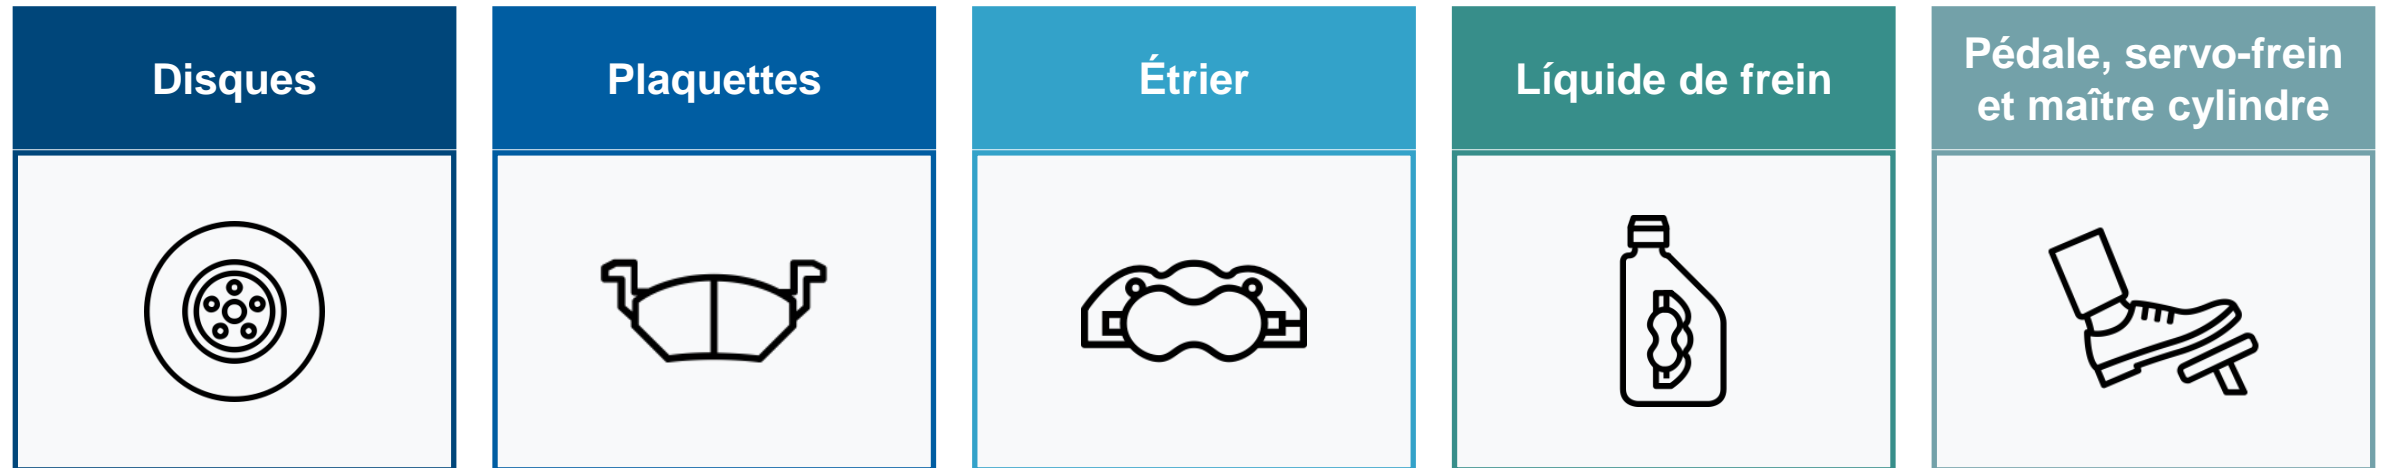 Disques
Plaquettes
Étrier
Líquide de frein
Pédale, servo-frein
et maître cylindre